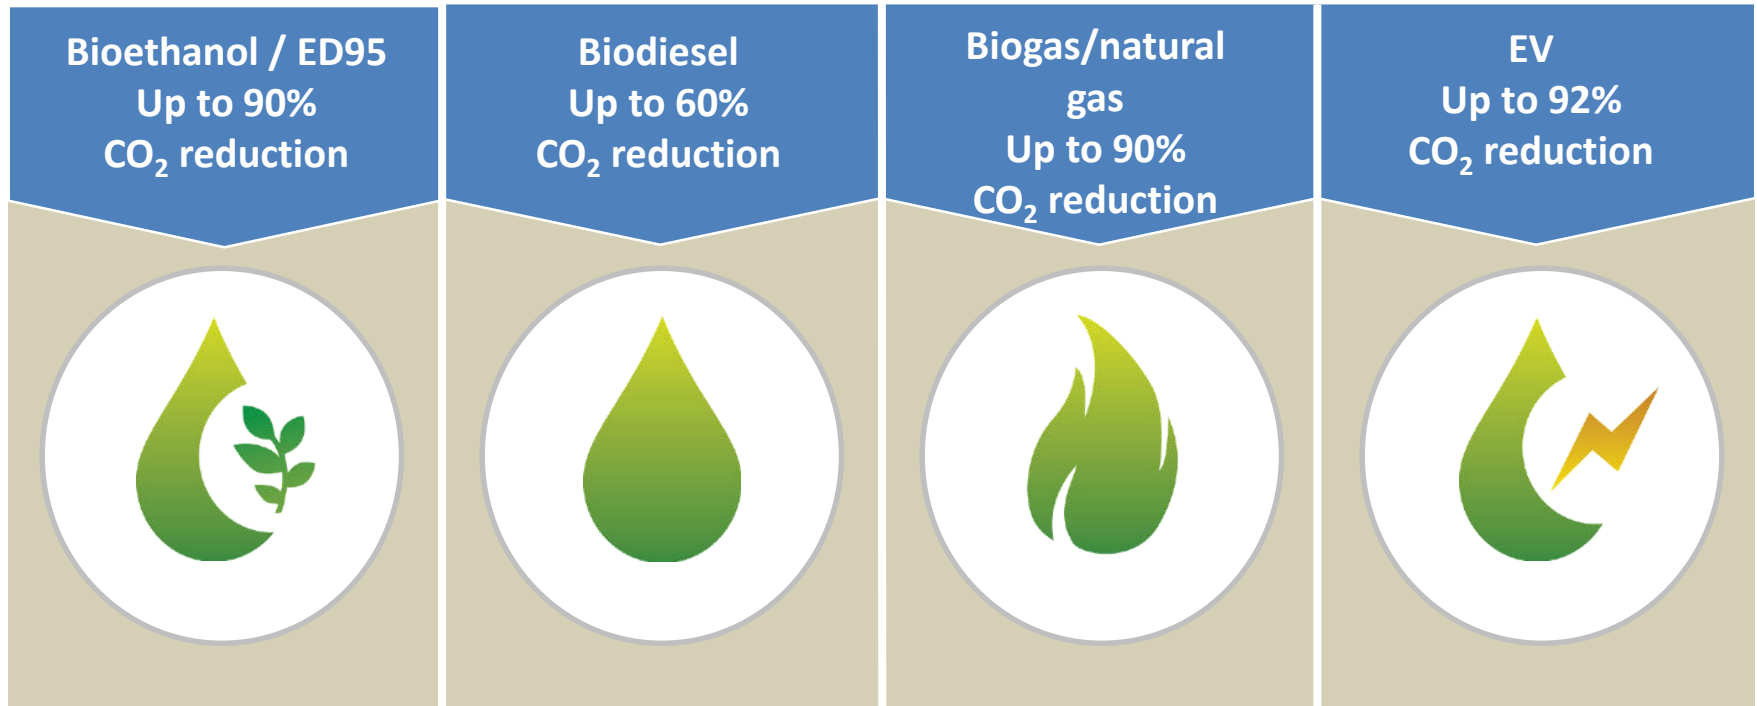 Bioethanol / ED95
Up to 90%
CO₂ reduction
Biodiesel
Up to 60%
CO₂ reduction
Biogas/natural
gas
Up to 90%
CO₂ reduction
EV
Up to 92%
CO₂ reduction